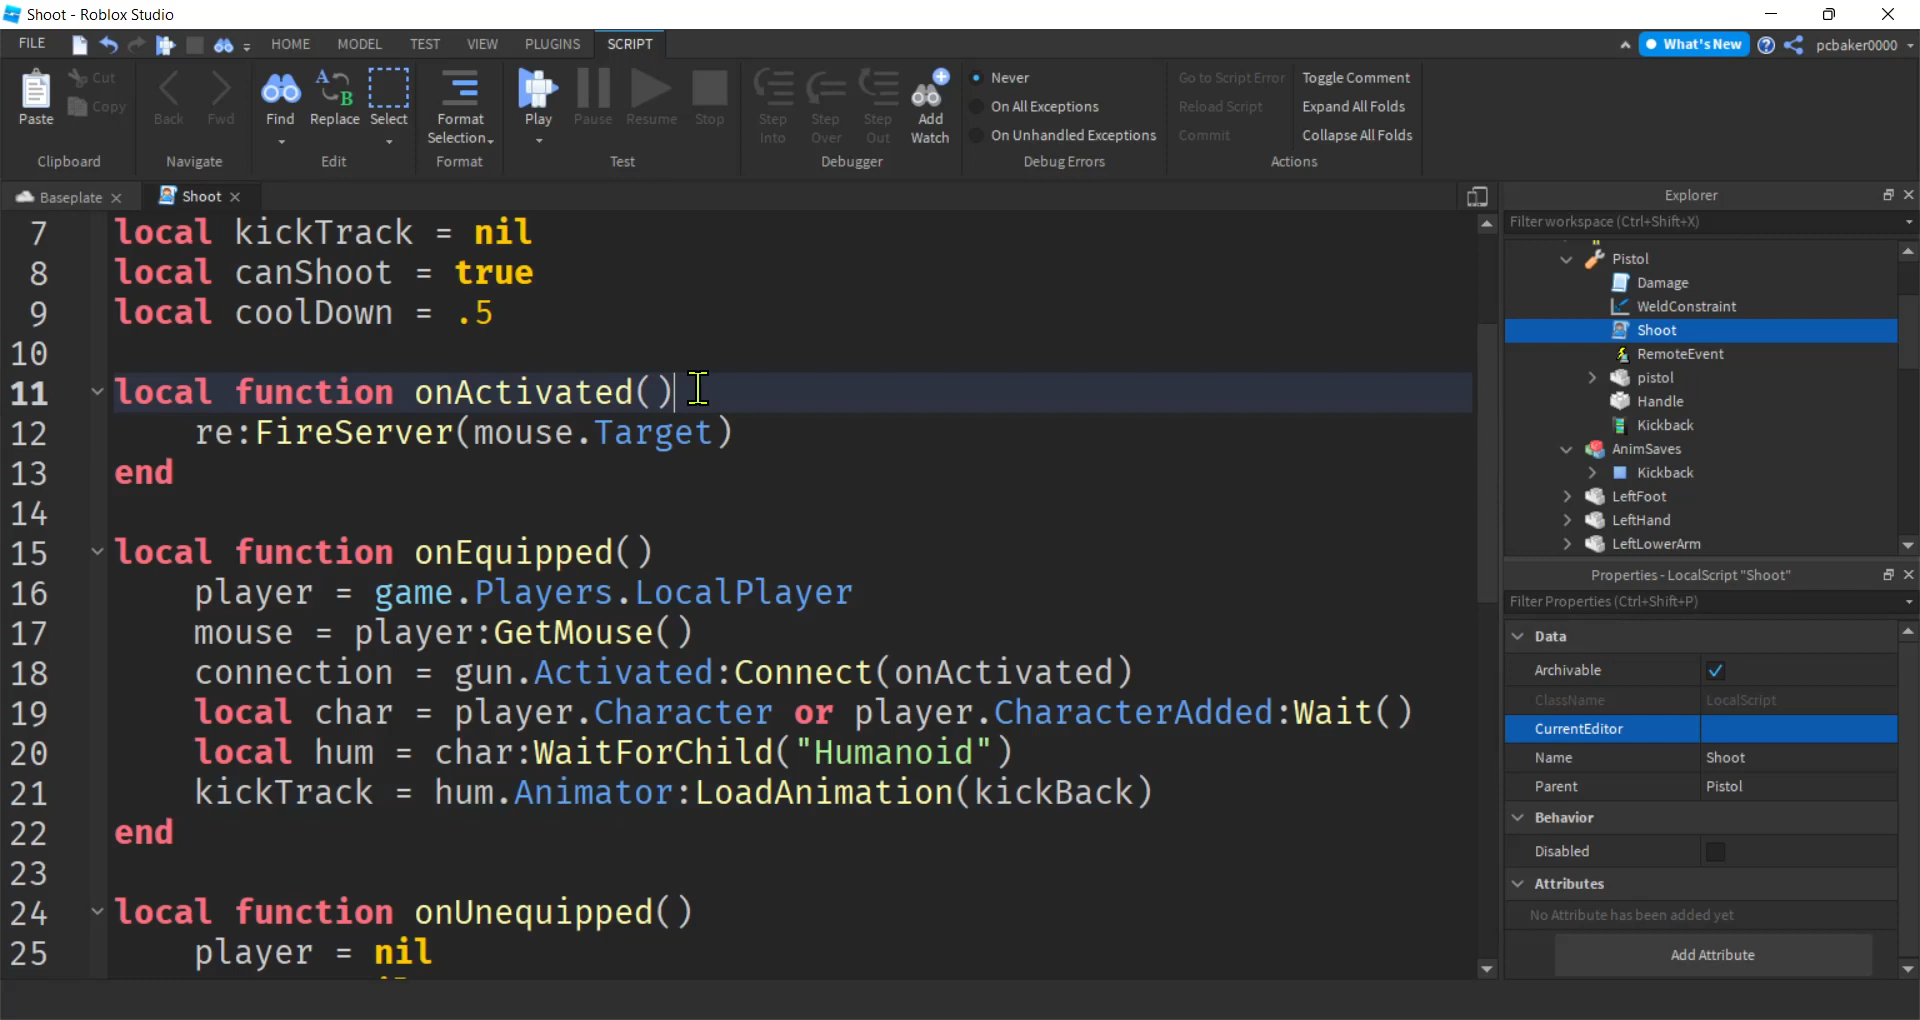 Shoot - Roblox Studio
FILE HOME MODEL TEST VIEW PLUGINS SCRIPT What's New pcbaker0000
Paste Cut Copy Clipboard
Back Fwd Navigate
Find Replace Select Edit
A B
Format Selection Format
Play Pause Resume Stop Test
Step Into Step Over Step Out Add Watch Debugger
Never
On All Exceptions
On Unhandled Exceptions
Debug Errors
Go to Script Error Toggle Comment
Reload Script Expand All Folds
Commit Collapse All Folds
Actions
Baseplate Shoot
7 local kickTrack = nil
8 local canShoot = true
9 local coolDown = .5
10
11 local function onActivated()
12 re:FireServer(mouse.Target)
13 end
14
15 local function onEquipped()
16 player = game.Players.LocalPlayer
17 mouse = player:GetMouse()
18 connection = gun.Activated:Connect(onActivated)
19 local char = player.Character or player.CharacterAdded:Wait()
20 local hum = char:WaitForChild("Humanoid")
21 kickTrack = hum.Animator:LoadAnimation(kickBack)
22 end
23
24 local function onUnequipped()
25 player = nil
Explorer
Filter workspace (Ctrl+Shift+X)
Pistol
Damage
WeldConstraint
Shoot
RemoteEvent
pistol
Handle
Kickback
AnimSaves
Kickback
LeftFoot
LeftHand
LeftLowerArm
Properties - LocalScript "Shoot"
Filter Properties (Ctrl+Shift+P)
Data
Archivable
ClassName LocalScript
CurrentEditor
Name Shoot
Parent Pistol
Behavior
Disabled
Attributes
No Attribute has been added yet
Add Attribute